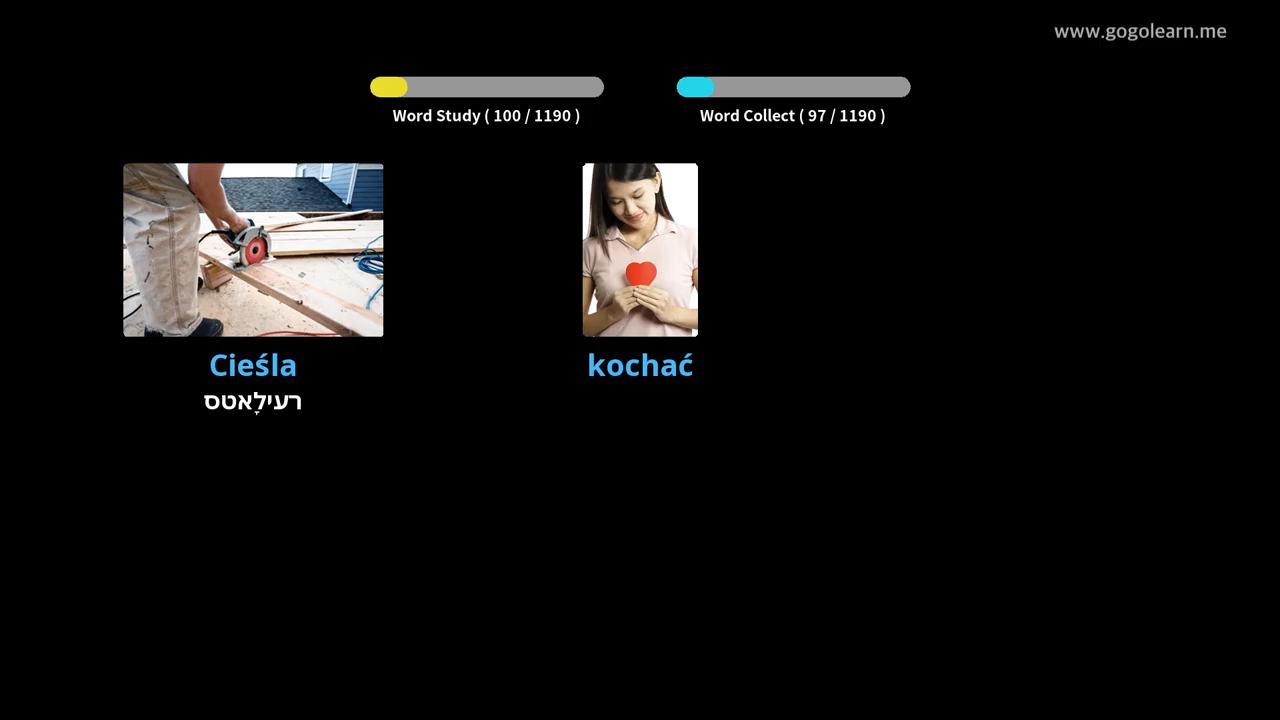 www.gogolearn.me
Word Study ( 100 / 1190 )
Word Collect ( 97 / 1190 )
Cieśla
רעילָאטס
kochać